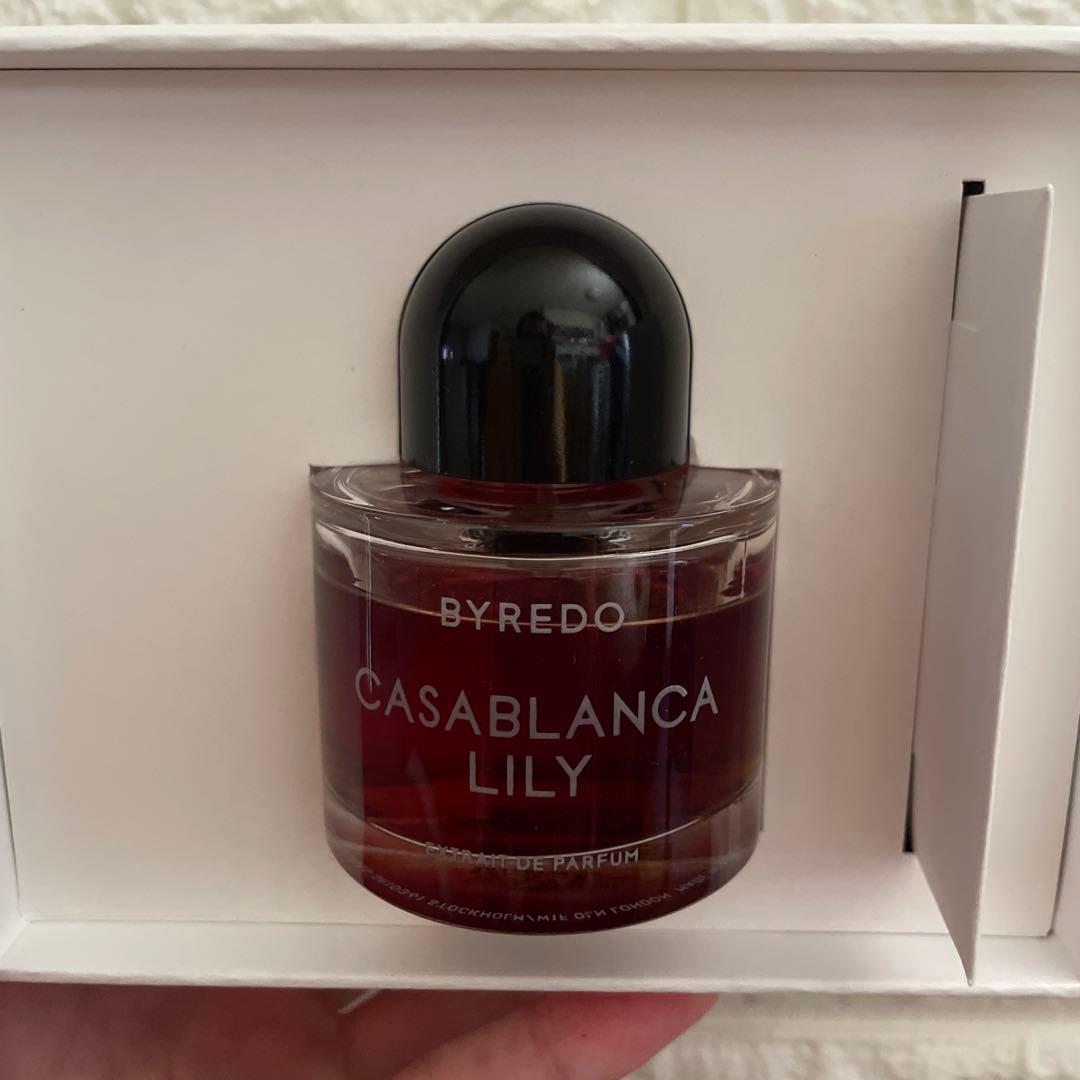 BYREDO
CASABLANCA
LILY
EXTRAIT DE PARFUM